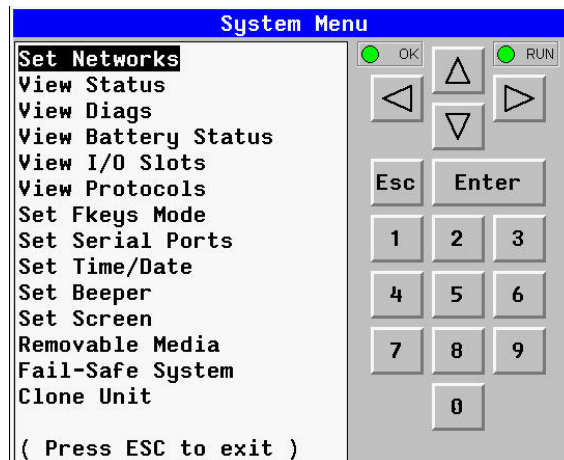 System Menu
Set Networks
View Status
View Diags
View Battery Status
View I/O Slots
View Protocols
Set Fkeys Mode
Set Serial Ports
Set Time/Date
Set Beeper
Set Screen
Removable Media
Fail-Safe System
Clone Unit
( Press ESC to exit )
OK
RUN
Esc Enter
1 2 3
4 5 6
7 8 9
0